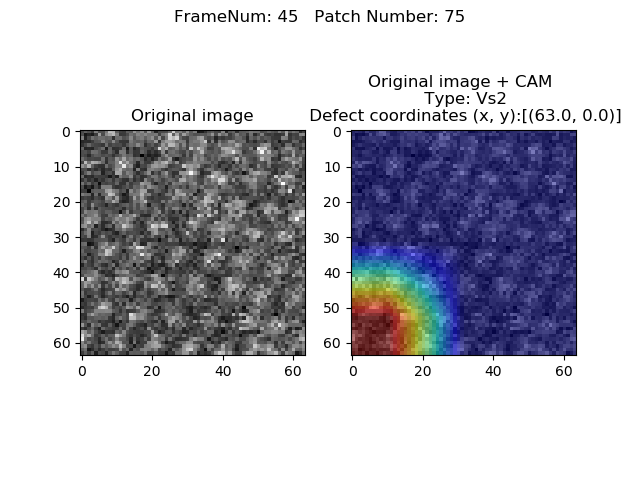 FrameNum: 45   Patch Number: 75
Original image
Original image + CAM
Type: Vs2
Defect coordinates (x, y):[(63.0, 0.0)]
0
10
20
30
40
50
60
0 20 40 60
0
10
20
30
40
50
60
0 20 40 60